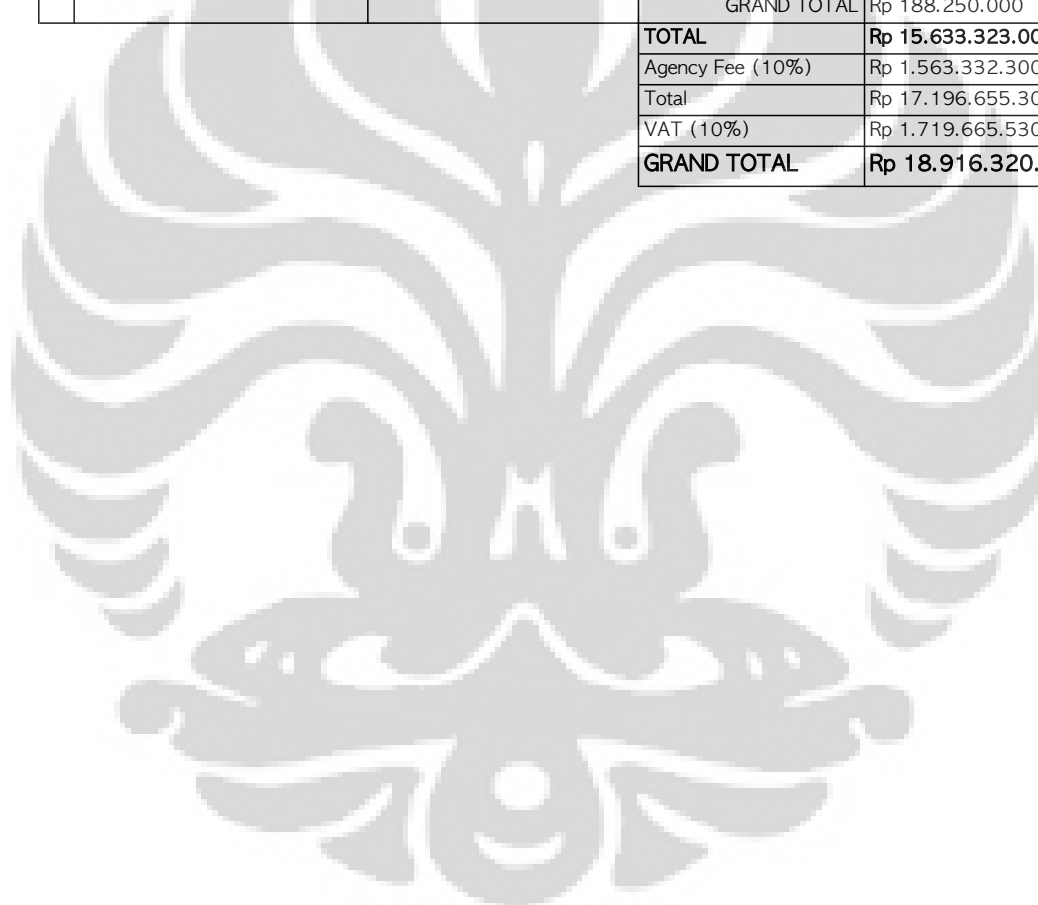 GRAND TOTAL Rp 188.250.000
TOTAL Rp 15.633.323.00
Agency Fee (10%) Rp 1.563.332.300
Total Rp 17.196.655.30
VAT (10%) Rp 1.719.665.530
GRAND TOTAL Rp 18.916.320.